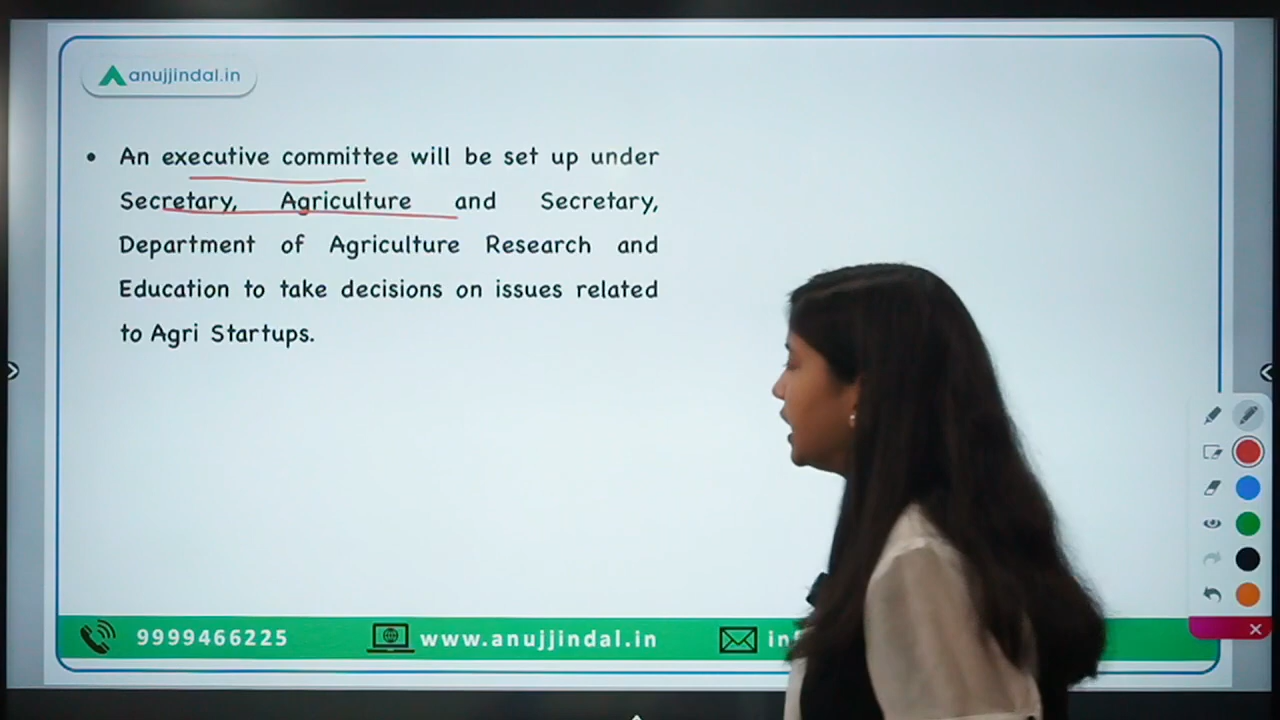 anujjindal.in
An executive committee will be set up under
Secretary, Agriculture and Secretary,
Department of Agriculture Research and
Education to take decisions on issues related
to Agri Startups.
9999466225
www.anujjindal.in